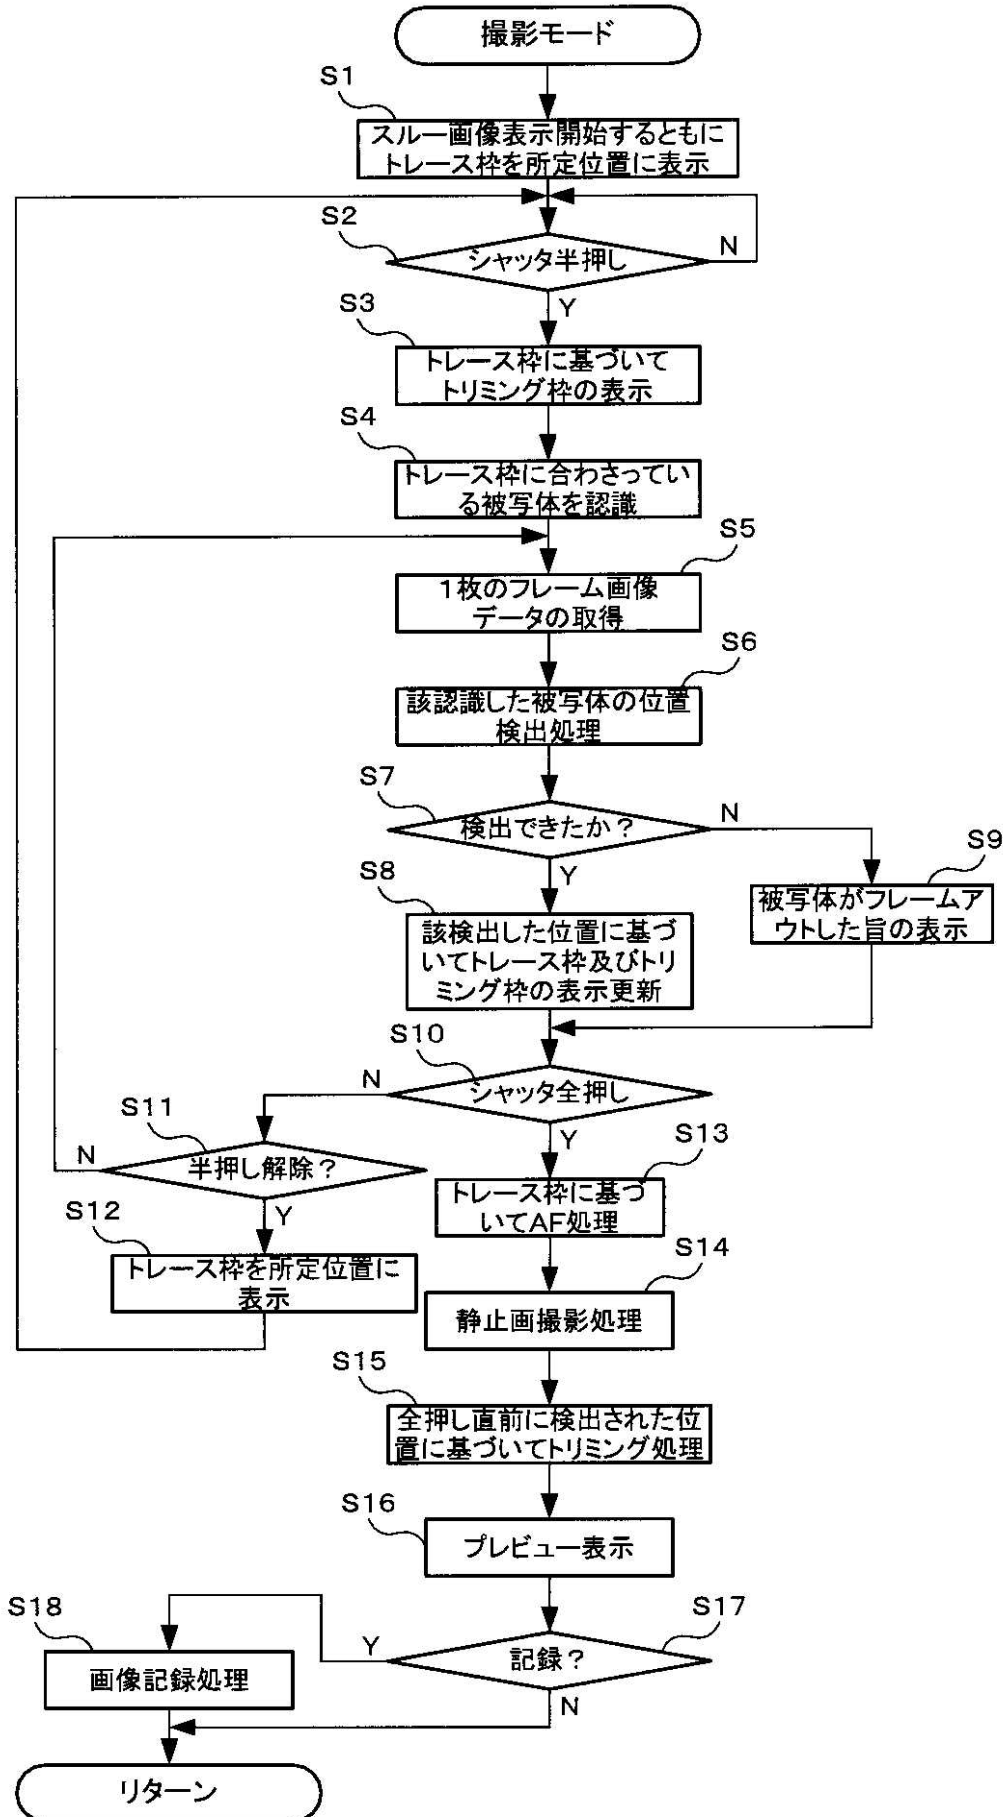 撮影モード
S1
スルー画像表示開始するともに
トレース枠を所定位置に表示
S2
シャッタ半押し
N
Y
S3
トレース枠に基づいて
トリミング枠の表示
S4
トレース枠に合わさってい
る被写体を認識
S5
1枚のフレーム画像
データの取得
S6
該認識した被写体の位置
検出処理
S7
検出できたか?
N
Y
S8
該検出した位置に基づ
いてトレース枠及びトリ
ミング枠の表示更新
S9
被写体がフレームア
ウトした旨の表示
S10
シャッタ全押し
N
Y
S11
半押し解除?
N
Y
S12
トレース枠を所定位置に
表示
S13
トレース枠に基づ
いてAF処理
S14
静止画撮影処理
S15
全押し直前に検出された位
置に基づいてトリミング処理
S16
プレビュー表示
S17
記録?
Y
N
S18
画像記録処理
リターン